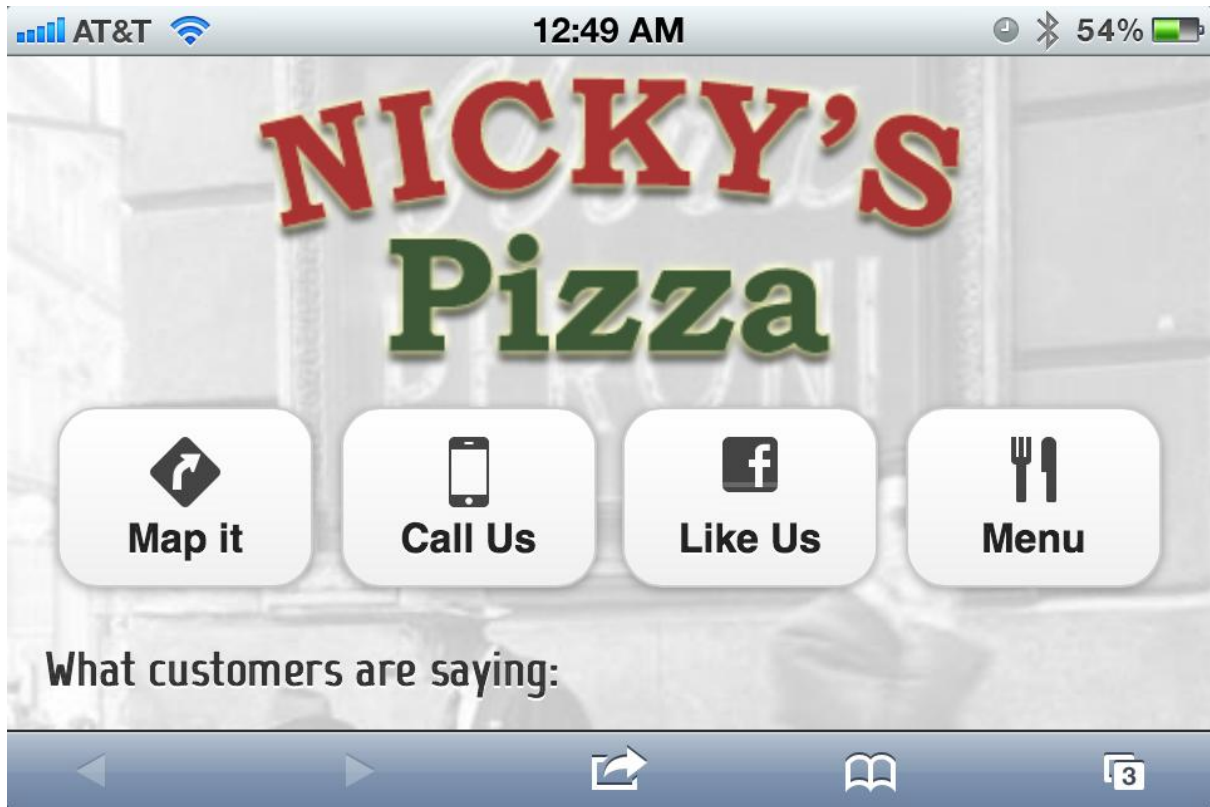 AT&T 12:49 AM 54%
NICKY'S
Pizza
Map it Call Us Like Us Menu
What customers are saying:
3